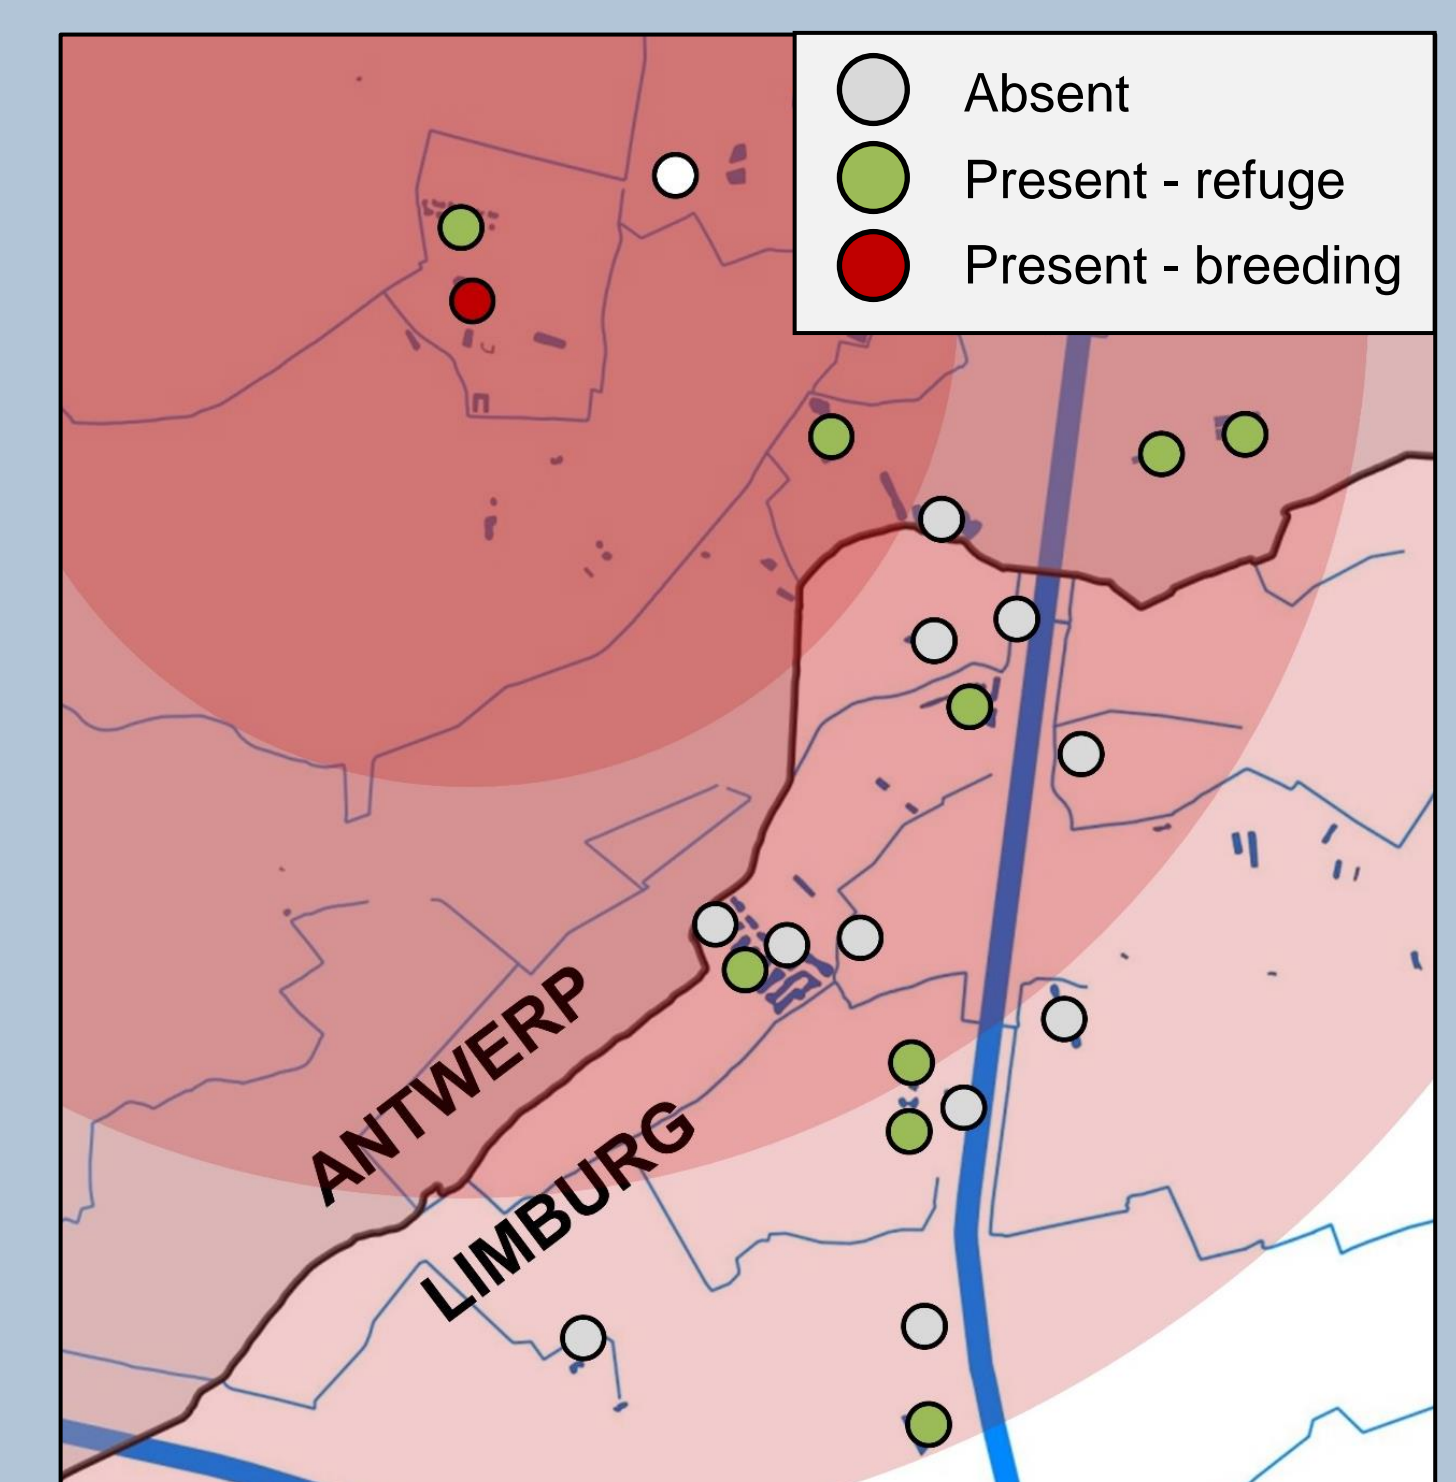 Absent
Present - refuge
Present - breeding
ANTWERP
LIMBURG